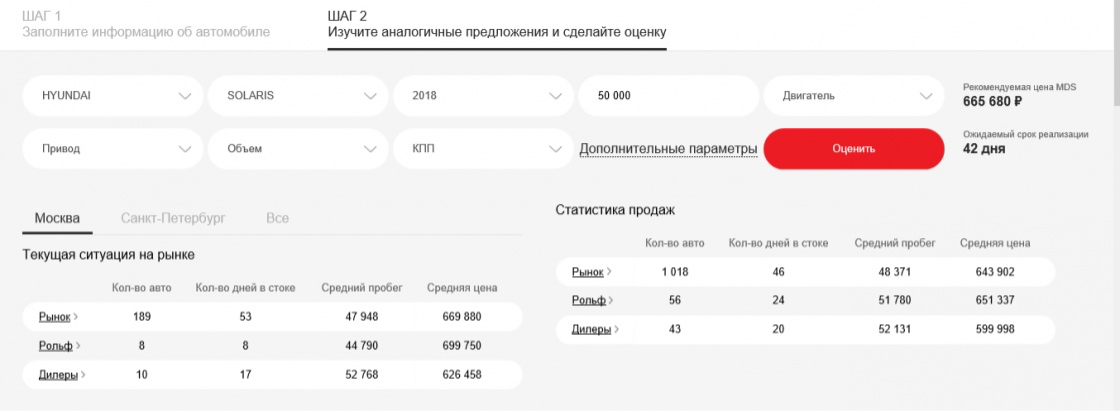 ШАГ 1
Заполните информацию об автомобиле
ШАГ 2
Изучите аналогичные предложения и сделайте оценку
HYUNDAI
SOLARIS
2018
50 000
Двигатель
Рекомендуемая цена MDS
665 680 ₽
Привод
Объем
КПП
Дополнительные параметры
Оценить
Ожидаемый срок реализации
42 дня
Москва
Санкт-Петербург
Все
Текущая ситуация на рынке
Кол-во авто Кол-во дней в стоке Средний пробег Средняя цена
Рынок 189 53 47 948 669 880
Рольф 8 8 44 790 699 750
Дилеры 10 17 52 768 626 458
Статистика продаж
Кол-во авто Кол-во дней в стоке Средний пробег Средняя цена
Рынок 1 018 46 48 371 643 902
Рольф 56 24 51 780 651 337
Дилеры 43 20 52 131 599 998